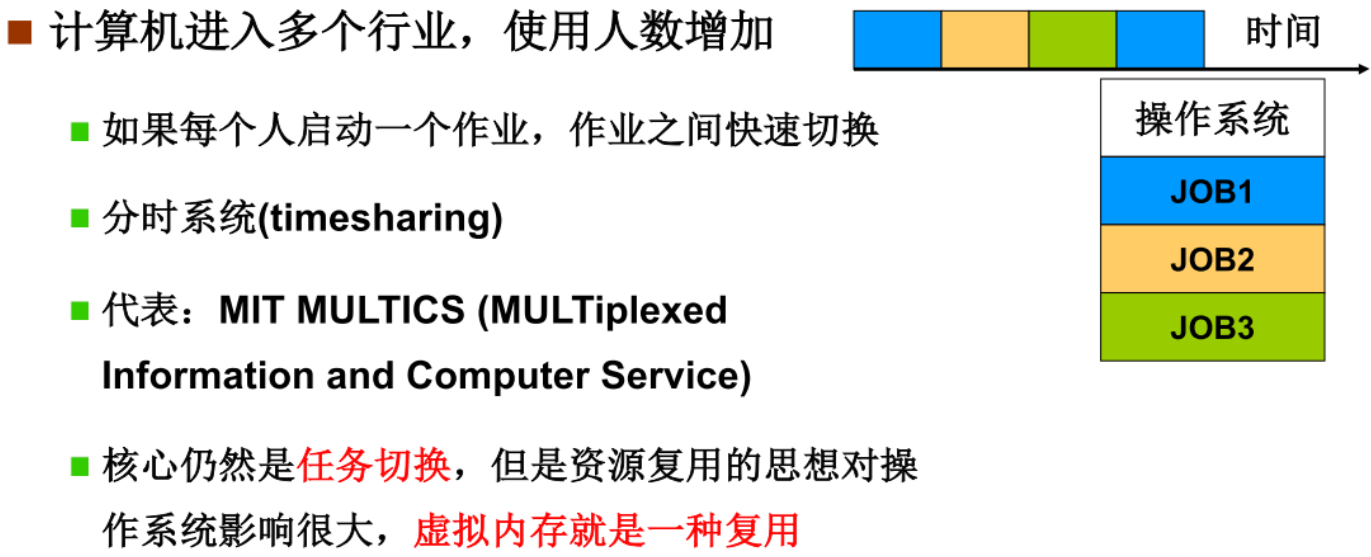 计算机进入多个行业，使用人数增加
时间
如果每个人启动一个作业，作业之间快速切换
操作系统
JOB1
分时系统(timesharing)
JOB2
代表：MIT MULTICS (MULTiplexed
JOB3
Information and Computer Service)
核心仍然是任务切换，但是资源复用的思想对操
作系统影响很大，虚拟内存就是一种复用